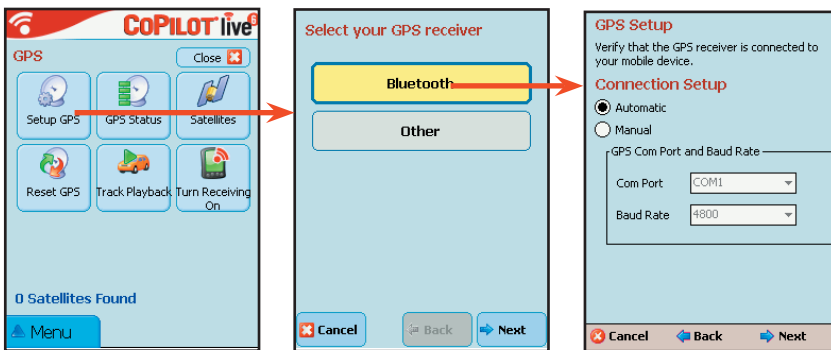 CoPilot live 6
GPS
Close
Setup GPS
GPS Status
Satellites
Reset GPS
Track Playback
Turn Receiving
On
0 Satellites Found
Menu
Select your GPS receiver
Bluetooth
Other
Cancel
Back
Next
GPS Setup
Verify that the GPS receiver is connected to
your mobile device.
Connection Setup
Automatic
Manual
GPS Com Port and Baud Rate
Com Port
COM1
Baud Rate
4800
Cancel
Back
Next